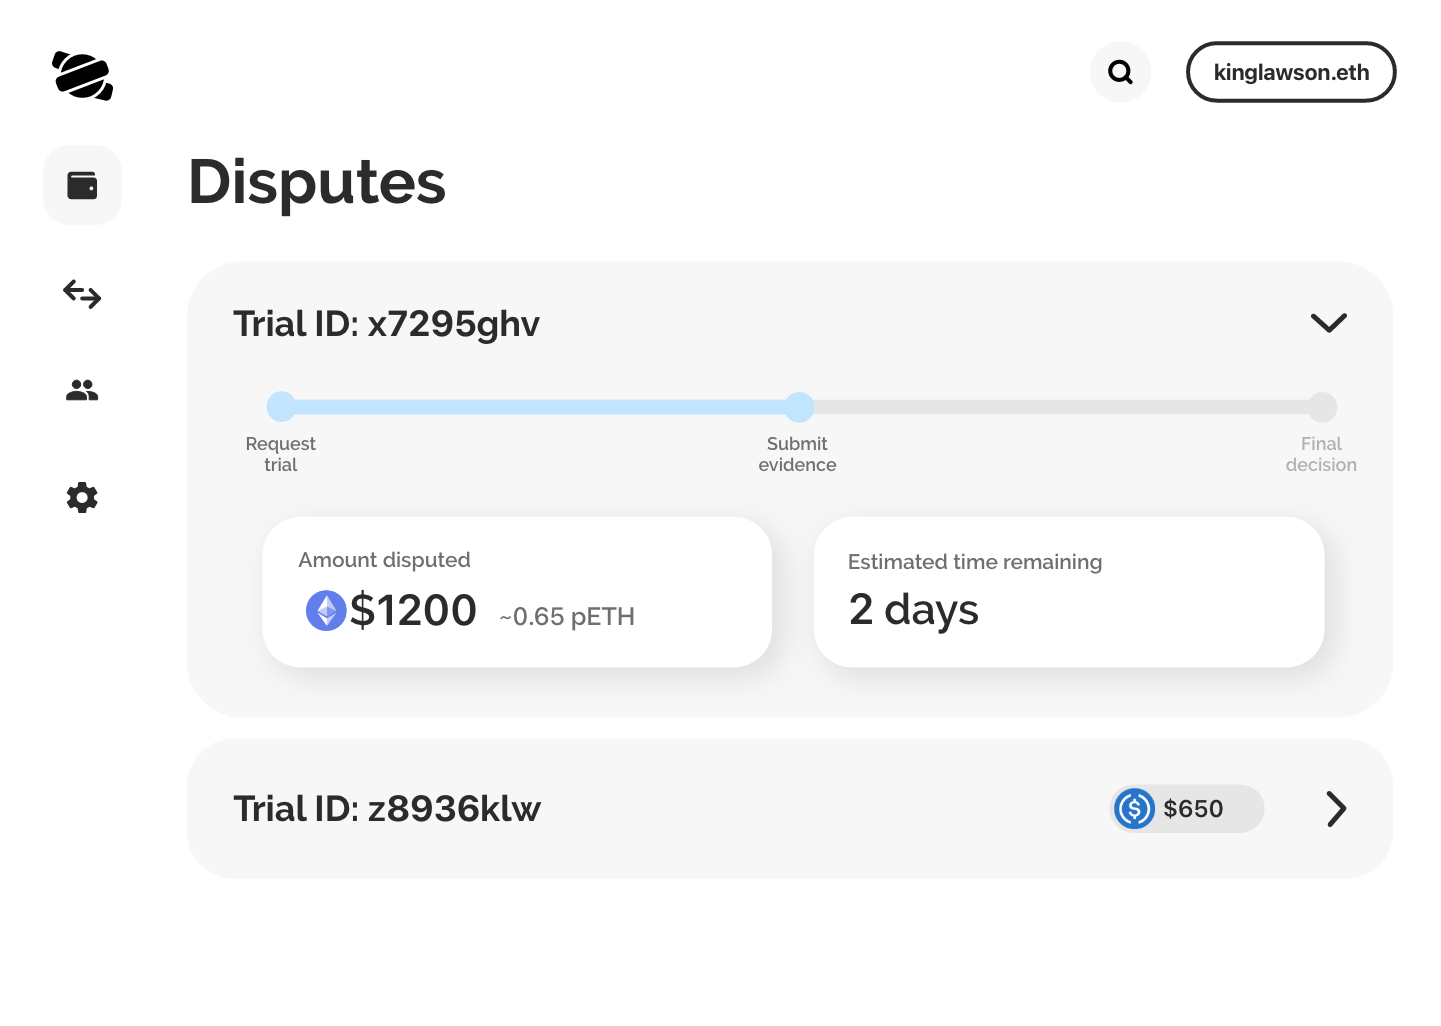 kinglawson.eth
Disputes
Trial ID: x7295ghv
Request
trial
Submit
evidence
Final
decision
Amount disputed
$1200 ~0.65 pETH
Estimated time remaining
2 days
Trial ID: z8936klw
$650